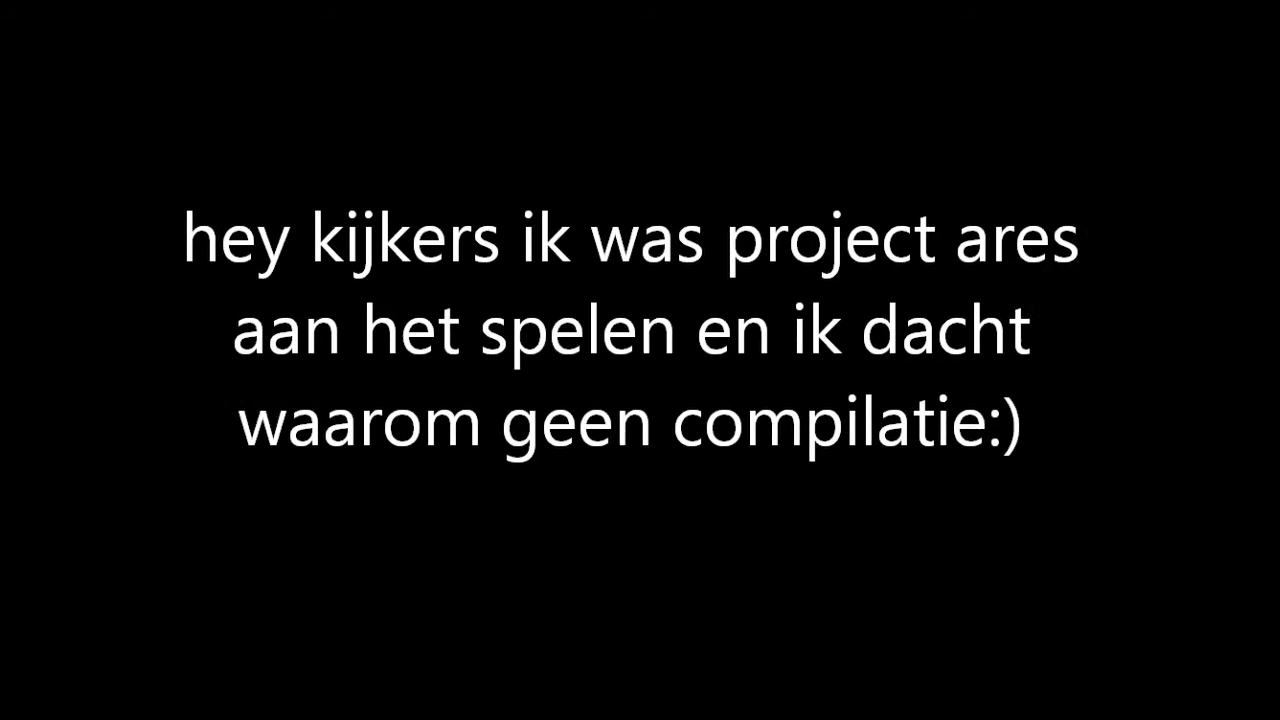 hey kijkers ik was project ares
aan het spelen en ik dacht
waarom geen compilatie:)